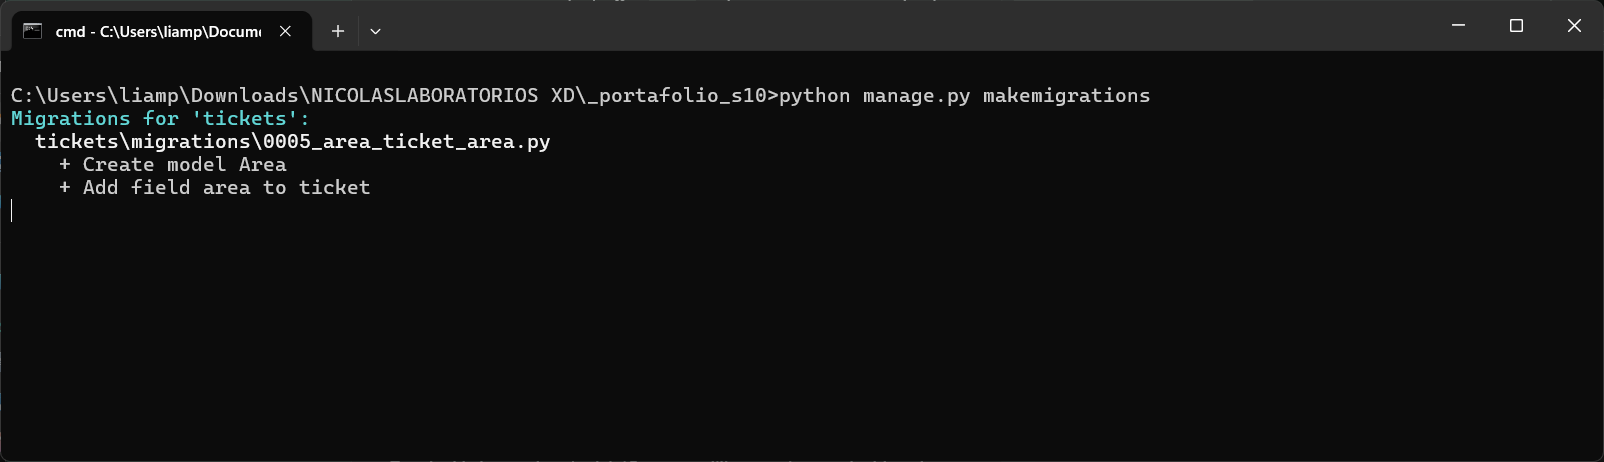 cmd - C:\Users\liamp\Docum
C:\Users\liamp\Downloads\NICOLASLABORATORIOS XD\_portafolio_s10>python manage.py makemigrations
Migrations for 'tickets':
tickets\migrations\0005_area_ticket_area.py
+ Create model Area
+ Add field area to ticket